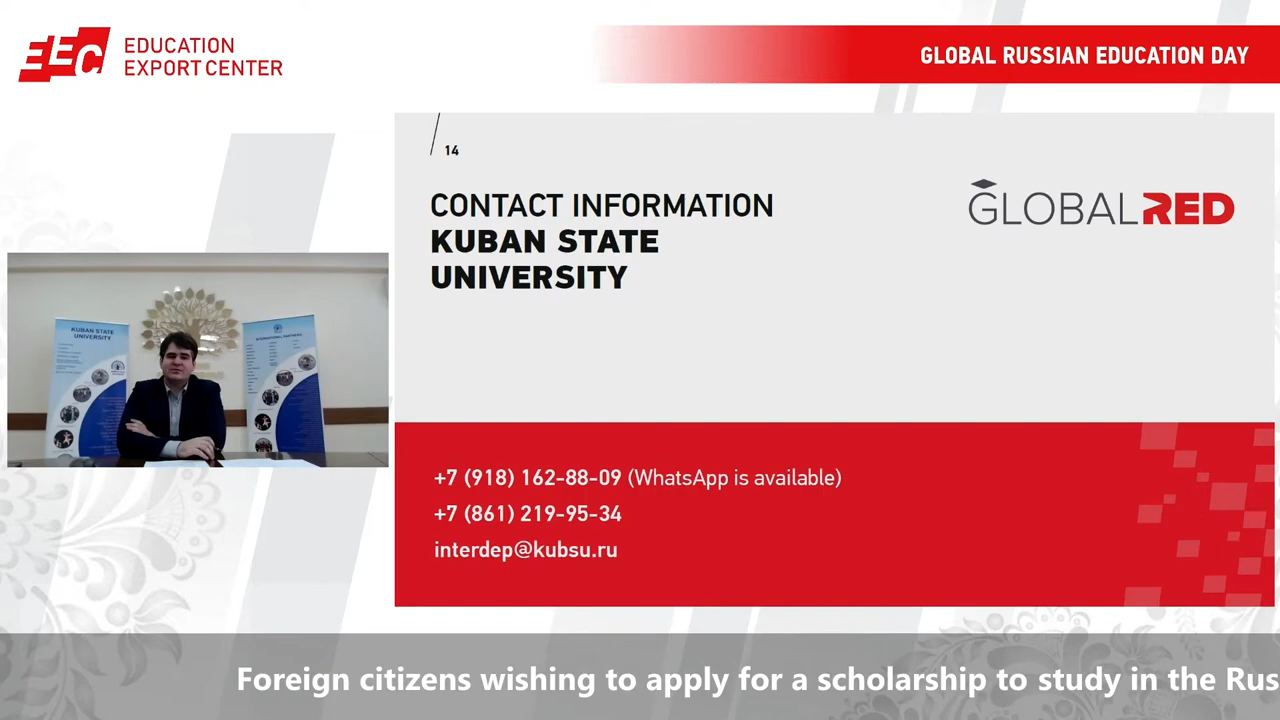 EEC
EDUCATION
EXPORT CENTER
GLOBAL RUSSIAN EDUCATION DAY
14
CONTACT INFORMATION
KUBAN STATE
UNIVERSITY
GLOBALRED
KUBAN STATE
UNIVERSITY
INTERNATIONAL PARTNERS
+7 (918) 162-88-09 (WhatsApp is available)
+7 (861) 219-95-34
interdep@kubsu.ru
Foreign citizens wishing to apply for a scholarship to study in the Rus